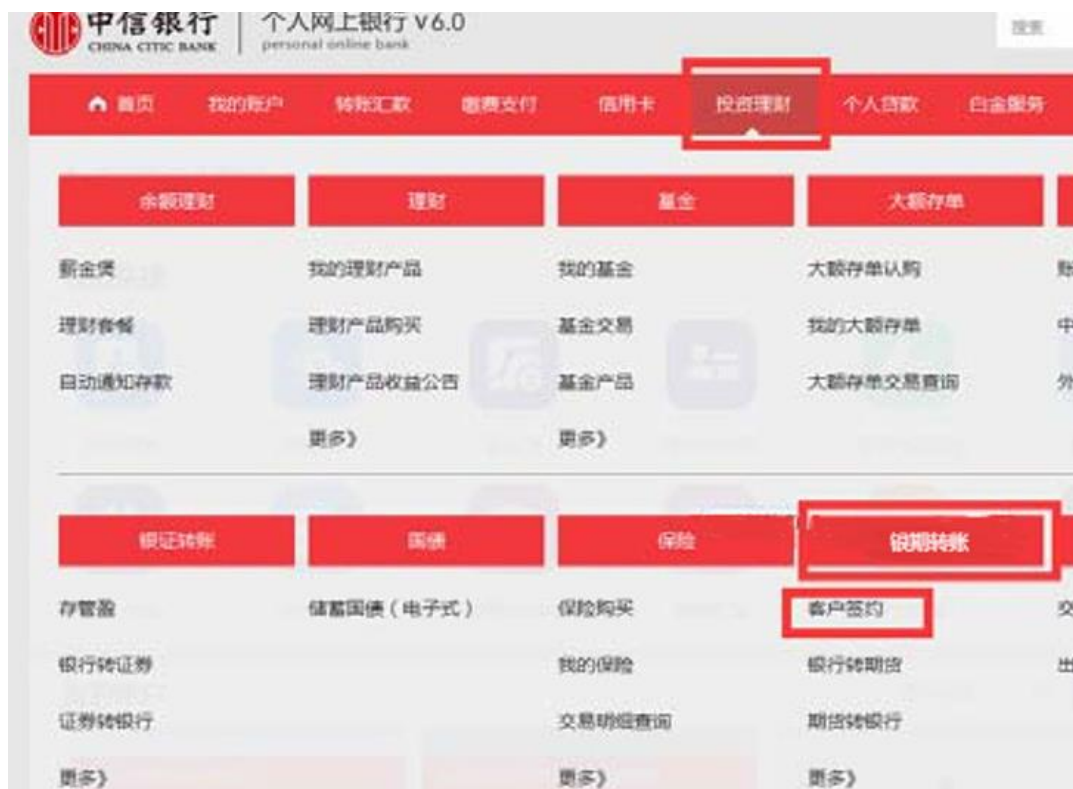 中信银行 个人网上银行 V6.0
CHINA CITIC BANK personal online bank
搜索
首页 我的账户 转账汇款 缴费支付 信用卡 投资理财 个人贷款 白金服务
余额理财 理财 基金 大额存单
薪金煲 我的理财产品 我的基金 大额存单认购 账
理财套餐 理财产品购买 基金交易 我的大额存单 中
自动通知存款 理财产品收益公告 基金产品 大额存单交易查询 外
更多》 更多》
银证转账 国债 保险 银期转账
存管盈 储蓄国债（电子式） 保险购买 客户签约 交
银行转证券 我的保险 银行转期货 出
证券转银行 交易明细查询 期货转银行
更多》 更多》 更多》